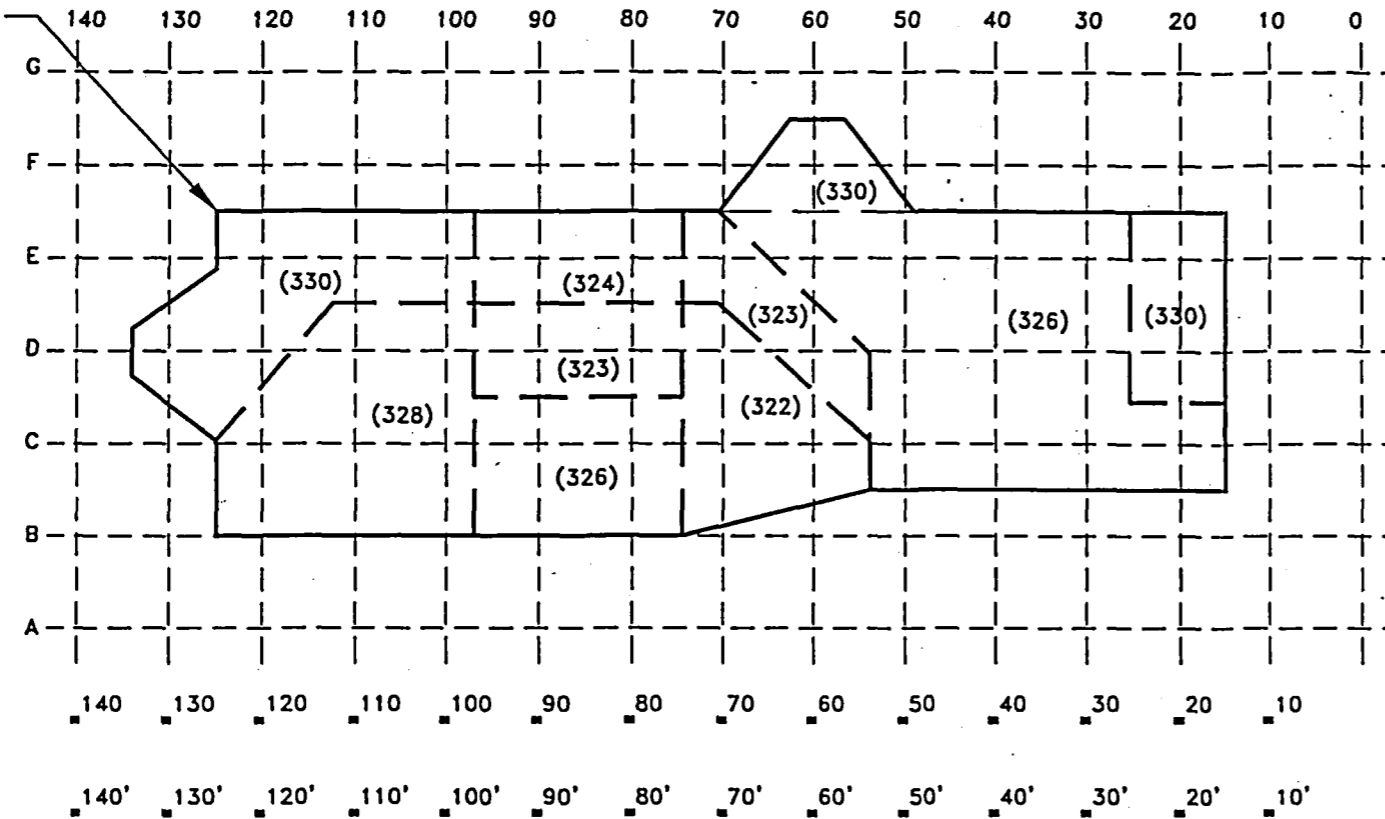 140 130 120 110 100 90 80 70 60 50 40 30 20 10 0
G
F
(330)
E
(330) (324)
(323) (326) (330)
D
(323)
(328) (322)
C
(326)
B
A
140 130 120 110 100 90 80 70 60 50 40 30 20 10
140' 130' 120' 110' 100' 90' 80' 70' 60' 50' 40' 30' 20' 10'